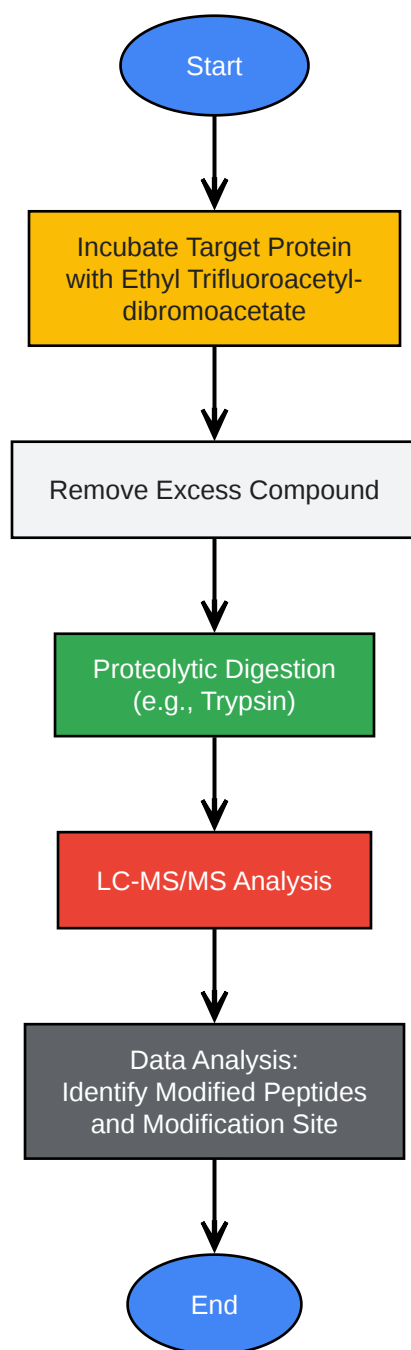 Start
Incubate Target Protein
with Ethyl Trifluoroacetyl-
dibromoacetate
Remove Excess Compound
Proteolytic Digestion
(e.g., Trypsin)
LC-MS/MS Analysis
Data Analysis:
Identify Modified Peptides
and Modification Site
End